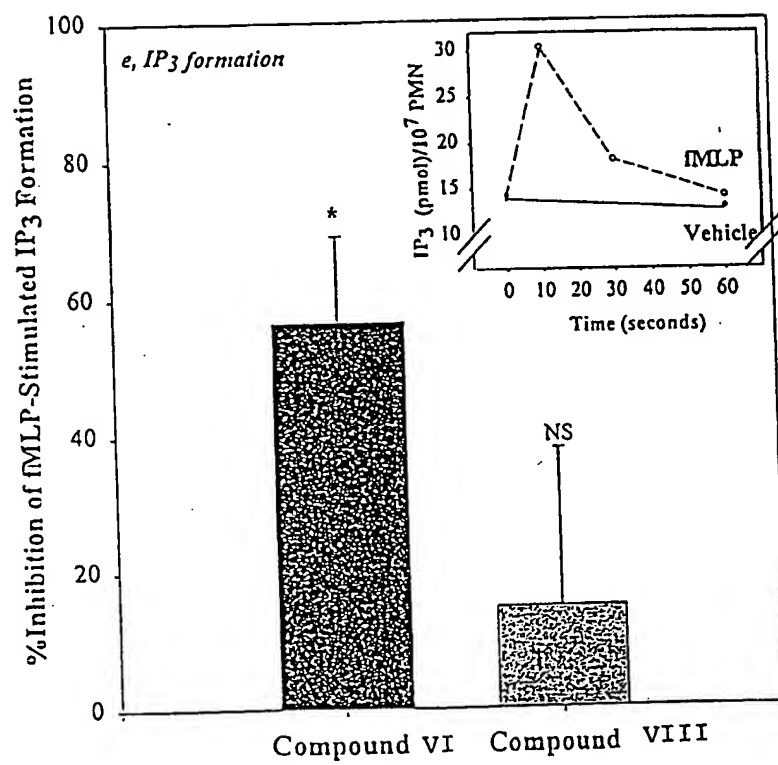 %Inhibition of fMLP-Stimulated IP3 Formation
100
80
60
40
20
0
e, IP3 formation
*
NS
Compound VI
Compound VIII
IP3 (pmol)/10^7 PMN
30
25
20
15
10
fMLP
Vehicle
0 10 20 30 40 50 60
Time (seconds)